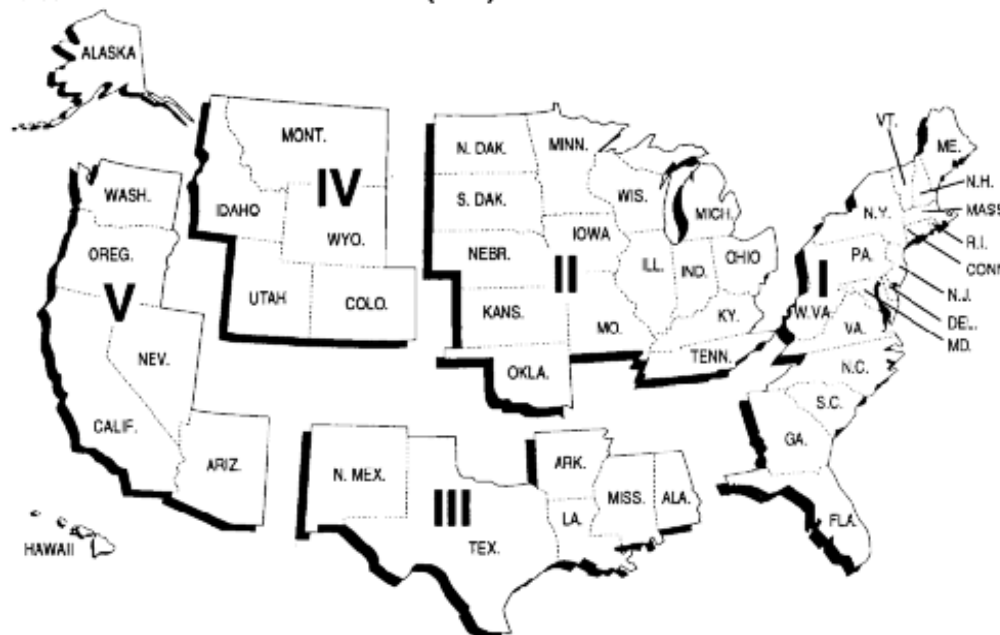 ALASKA
MONT.
IV
IDAHO
WYO.
UTAH
COLO.
WASH.
OREG.
V
NEV.
CALIF.
ARIZ.
HAWAII
N. DAK.
MINN.
S. DAK.
WIS.
MICH.
NEBR.
IOWA
II
ILL.
IND.
OHIO
KANS.
MO.
KY.
OKLA.
TENN.
N. MEX.
III
TEX.
ARK.
LA.
MISS.
ALA.
VT.
ME.
N.H.
MASS
N.Y.
R.I.
CONN
PA.
I
N.J.
W.VA.
VA.
DEL.
MD.
N.C.
S.C.
GA.
FLA.